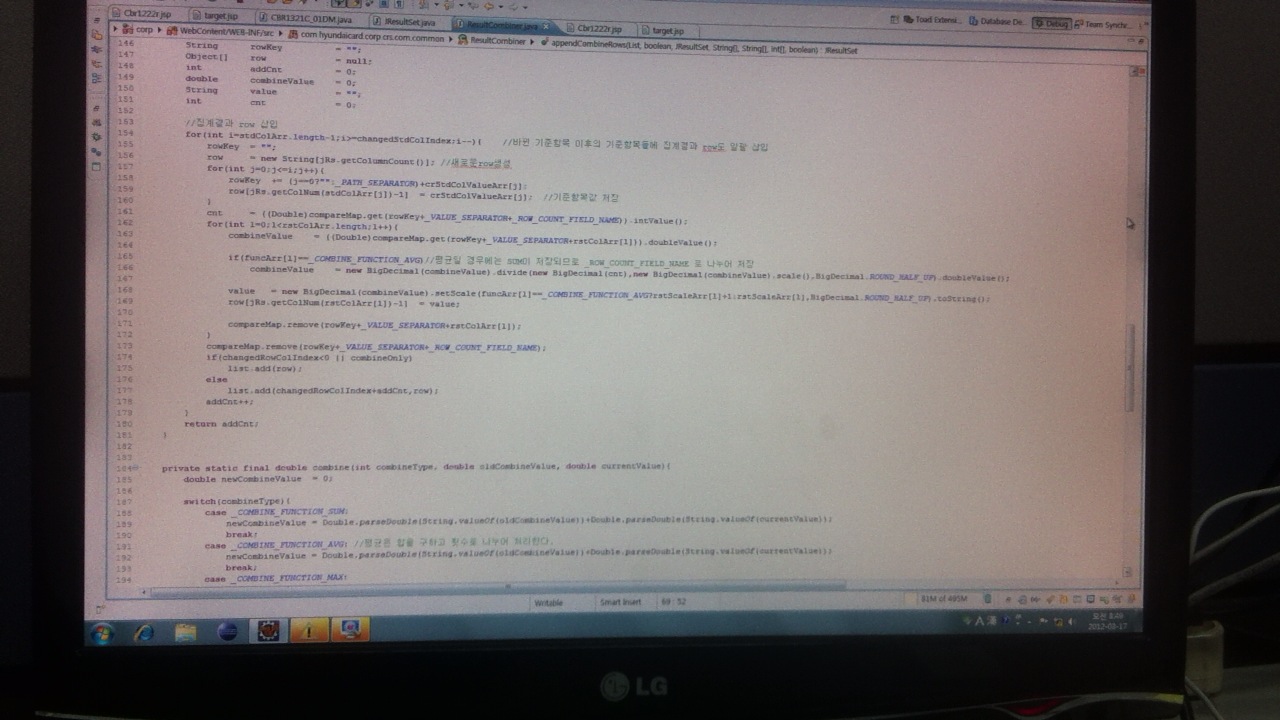 Cbr1222r.jsp target.jsp CBR1321C_01DM.java JResultSet.java ResultCombiner.java Cbr1222r.jsp target.jsp Toad Extensi... Database De... Debug Team Synchr...
corp WebContent/WEB-INF/src com.hyundaicard.corp.crs.com.common ResultCombiner appendCombineRows(List, boolean, JResultSet, String[], String[], int[], boolean) : JResultSet
146 String rowKey = "";
147 Object[] row = null;
148 int addCnt = 0;
149 double combineValue = 0;
150 String value = "";
151 int cnt = 0;
152
153 //집계결과 row 삽입
154 for(int i=stdColArr.length-1;i>=changedStdColIndex;i--){ //바뀐 기준항목 이후의 기준항목들에 집계결과 row도 일괄 삽입
155 rowKey = "";
156 row = new String[jRs.getColumnCount()]; //새로운row생성
157 for(int j=0;j<=i;j++){
158 rowKey += (j==0?"":_PATH_SEPARATOR)+crStdColValueArr[j];
159 row[jRs.getColNum(stdColArr[j])-1] = crStdColValueArr[j]; //기준항목값 저장
160 }
161 cnt = ((Double)compareMap.get(rowKey+_VALUE_SEPARATOR+_ROW_COUNT_FIELD_NAME)).intValue();
162 for(int l=0;l<rstColArr.length;l++){
163 combineValue = ((Double)compareMap.get(rowKey+_VALUE_SEPARATOR+rstColArr[l])).doubleValue();
164
165 if(funcArr[l]==_COMBINE_FUNCTION_AVG)//평균일 경우에는 SUM이 저장되므로 _ROW_COUNT_FIELD_NAME 로 나누어 저장
166 combineValue = new BigDecimal(combineValue).divide(new BigDecimal(cnt),new BigDecimal(combineValue).scale(),BigDecimal.ROUND_HALF_UP).doubleValue();
167
168 value = new BigDecimal(combineValue).setScale(funcArr[l]==_COMBINE_FUNCTION_AVG?rstScaleArr[l]+1:rstScaleArr[l],BigDecimal.ROUND_HALF_UP).toString();
169 row[jRs.getColNum(rstColArr[l])-1] = value;
170
171 compareMap.remove(rowKey+_VALUE_SEPARATOR+rstColArr[l]);
172 }
173 compareMap.remove(rowKey+_VALUE_SEPARATOR+_ROW_COUNT_FIELD_NAME);
174 if(changedRowColIndex<0 || combineOnly)
175 list.add(row);
176 else
177 list.add(changedRowColIndex+addCnt,row);
178 addCnt++;
179 }
180 return addCnt;
181 }
182
183
184 private static final double combine(int combineType, double oldCombineValue, double currentValue){
185 double newCombineValue = 0;
186
187 switch(combineType){
188 case _COMBINE_FUNCTION_SUM:
189 newCombineValue = Double.parseDouble(String.valueOf(oldCombineValue))+Double.parseDouble(String.valueOf(currentValue));
190 break;
191 case _COMBINE_FUNCTION_AVG: //평균은 합을 구하고 횟수로 나누어 처리한다.
192 newCombineValue = Double.parseDouble(String.valueOf(oldCombineValue))+Double.parseDouble(String.valueOf(currentValue));
193 break;
194 case _COMBINE_FUNCTION_MAX:
Writable Smart Insert 69 : 52 81M of 495M
A 漢 오전 8:49
2012-08-17
LG